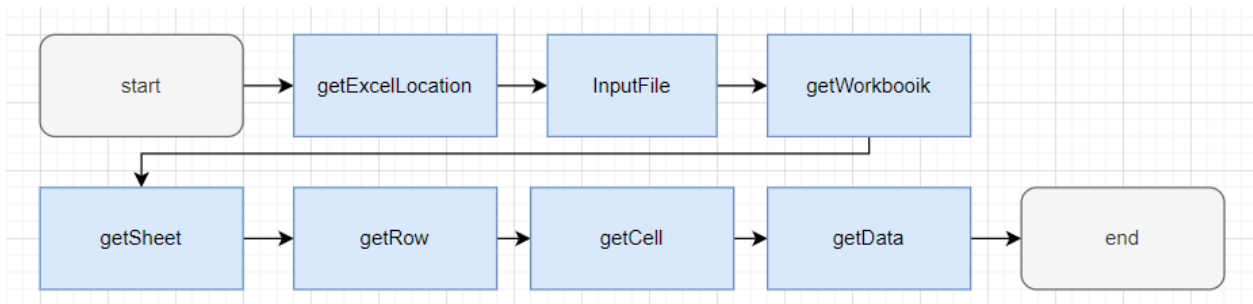 start
getExcelLocation
InputFile
getWorkbooik
getSheet
getRow
getCell
getData
end